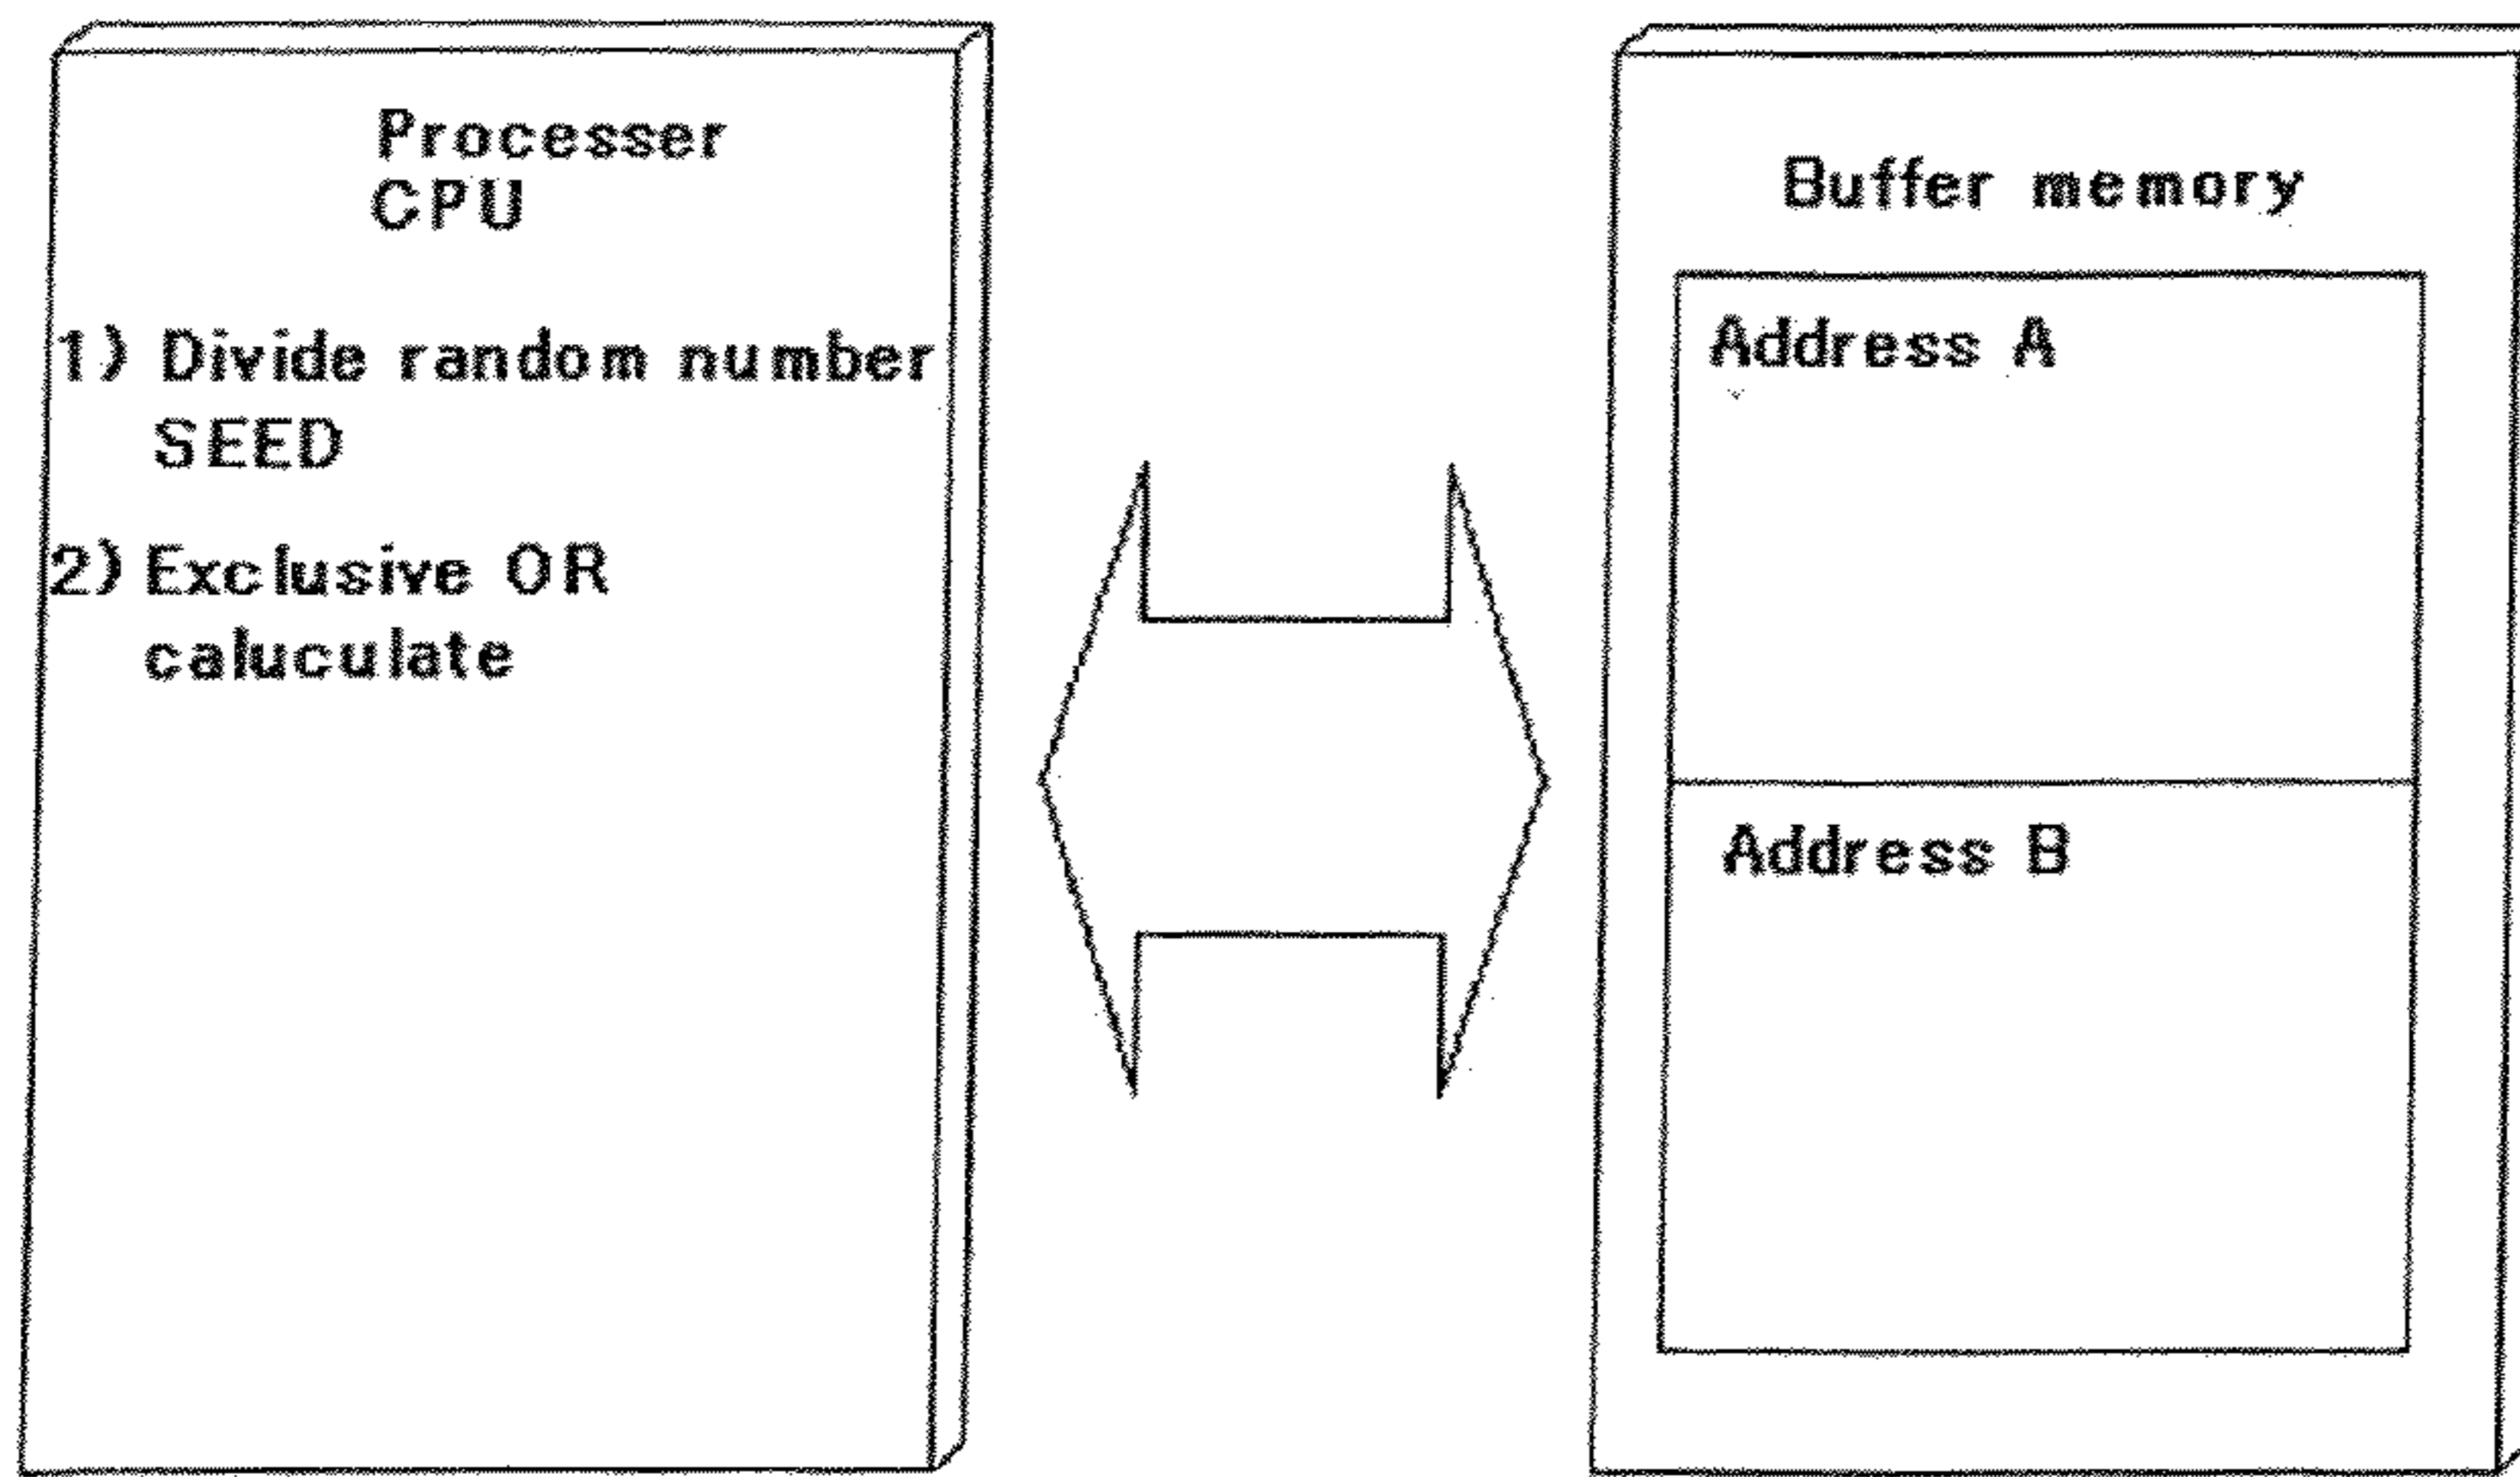 Processer
CPU
1) Divide random number
SEED
2) Exclusive OR
caluculate
Buffer memory
Address A
Address B